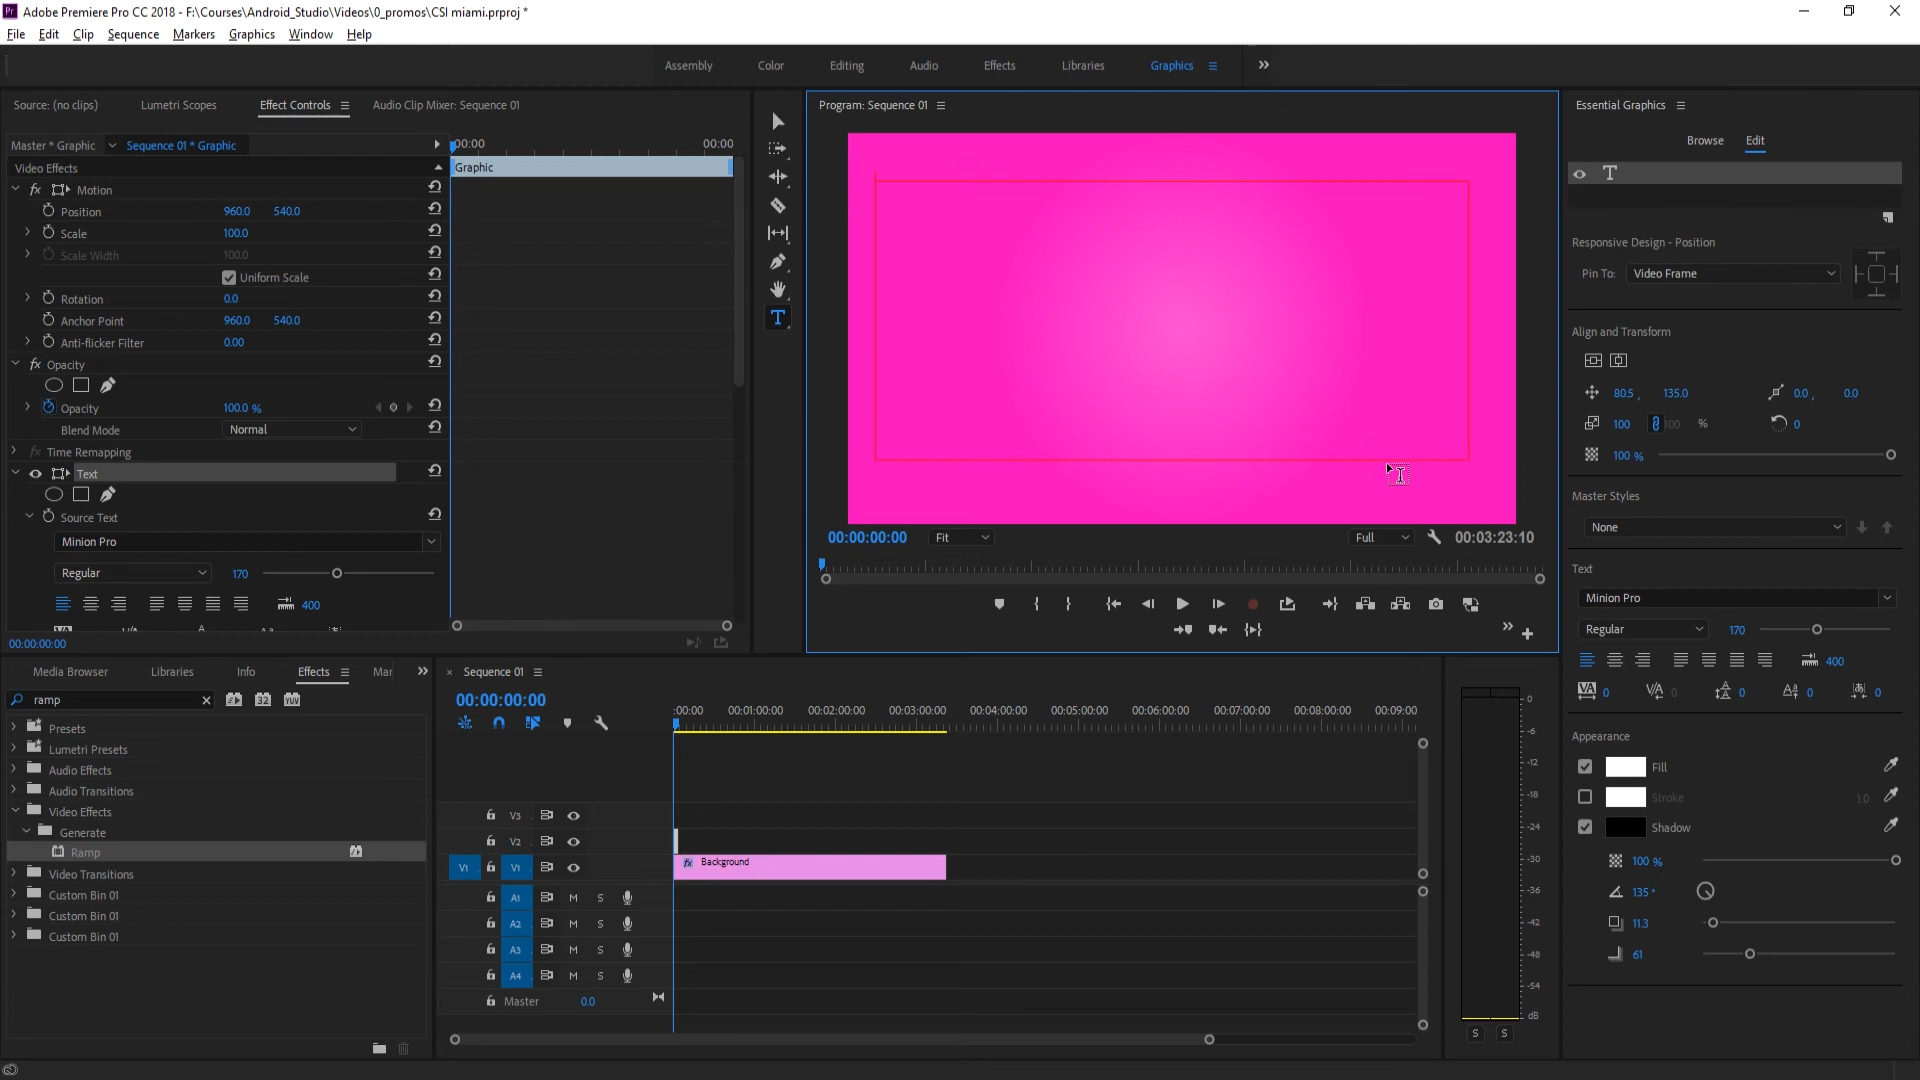 Adobe Premiere Pro CC 2018 - F:\Courses\Android_Studio\Videos\0_promos\CSI miami.prproj *
File Edit Clip Sequence Markers Graphics Window Help
Assembly Color Editing Audio Effects Libraries Graphics
Source: (no clips) Lumetri Scopes Effect Controls Audio Clip Mixer: Sequence 01
Program: Sequence 01
Essential Graphics
Browse Edit
Master * Graphic Sequence 01 * Graphic
00:00 00:00
Video Effects
Graphic
fx Motion
Position 960.0 540.0
Scale 100.0
Scale Width 100.0
Uniform Scale
Rotation 0.0
Anchor Point 960.0 540.0
Anti-flicker Filter 0.00
fx Opacity
Opacity 100.0 %
Blend Mode Normal
fx Time Remapping
Text
Source Text
Minion Pro
Regular 170
400
00:00:00:00
T
T
Responsive Design - Position
Pin To: Video Frame
Align and Transform
80.5 , 135.0 0.0 , 0.0
100 100 % 0
100 %
Master Styles
None
Text
Minion Pro
Regular 170
400
0 0 0 0 0
Appearance
Fill
Stroke 1.0
Shadow
100 %
135 °
11.3
61
00:00:00:00 Fit Full 00:03:23:10
Media Browser Libraries Info Effects Mar
ramp
32 YUV
Presets
Lumetri Presets
Audio Effects
Audio Transitions
Video Effects
Generate
Ramp
Video Transitions
Custom Bin 01
Custom Bin 01
Custom Bin 01
Sequence 01
00:00:00:00
:00:00 00:01:00:00 00:02:00:00 00:03:00:00 00:04:00:00 00:05:00:00 00:06:00:00 00:07:00:00 00:08:00:00 00:09:00
V3
V2
V1 V1 fx Background
A1 M S
A2 M S
A3 M S
A4 M S
Master 0.0
0
-6
-12
-18
-24
-30
-36
-42
-48
-54
dB
S S